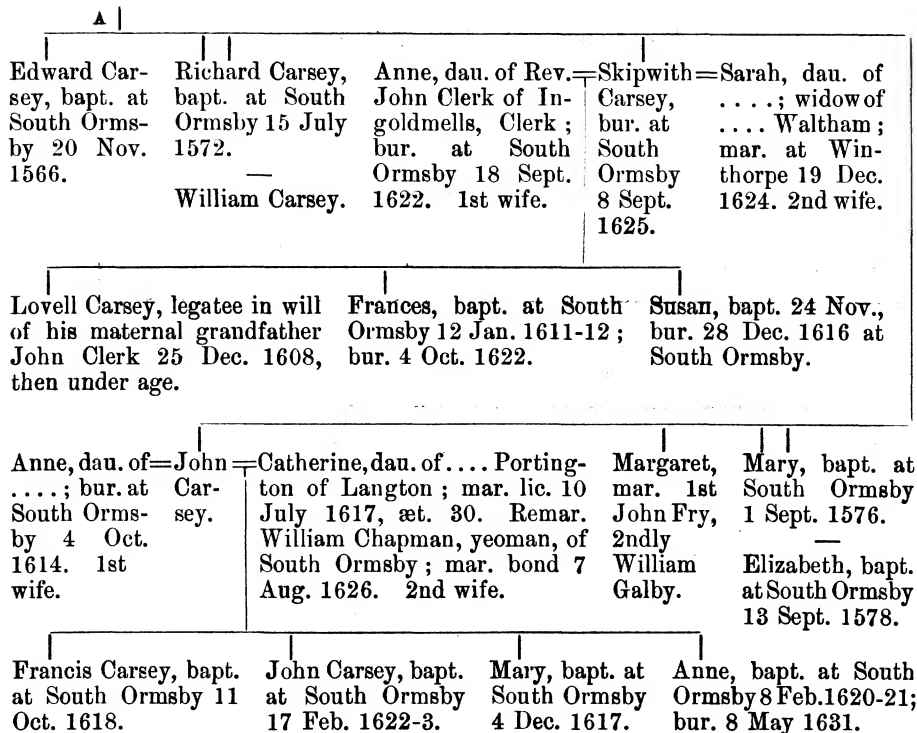 A
Edward Car-
sey, bapt. at
South Orms-
by 20 Nov.
1566.
Richard Carsey,
bapt. at South
Ormsby 15 July
1572.
—
William Carsey.
Anne, dau. of Rev.
John Clerk of In-
goldmells, Clerk ;
bur. at South
Ormsby 18 Sept.
1622. 1st wife.
=Skipwith=
Carsey,
bur. at
South
Ormsby
8 Sept.
1625.
Sarah, dau. of
. . . . ; widow of
. . . . Waltham ;
mar. at Win-
thorpe 19 Dec.
1624. 2nd wife.
Lovell Carsey, legatee in will
of his maternal grandfather
John Clerk 25 Dec. 1608,
then under age.
Frances, bapt. at South
Ormsby 12 Jan. 1611-12 ;
bur. 4 Oct. 1622.
Susan, bapt. 24 Nov.,
bur. 28 Dec. 1616 at
South Ormsby.
Anne, dau. of
. . . . ; bur. at
South Orms-
by 4 Oct.
1614. 1st
wife.
=John=
Car-
sey.
Catherine, dau. of . . . . Porting-
ton of Langton ; mar. lic. 10
July 1617, æt. 30. Remar.
William Chapman, yeoman, of
South Ormsby ; mar. bond 7
Aug. 1626. 2nd wife.
Margaret,
mar. 1st
John Fry,
2ndly
William
Galby.
Mary, bapt. at
South Ormsby
1 Sept. 1576.
—
Elizabeth, bapt.
at South Ormsby
13 Sept. 1578.
Francis Carsey, bapt.
at South Ormsby 11
Oct. 1618.
John Carsey, bapt.
at South Ormsby
17 Feb. 1622-3.
Mary, bapt. at
South Ormsby
4 Dec. 1617.
Anne, bapt. at South
Ormsby 8 Feb. 1620-21;
bur. 8 May 1631.